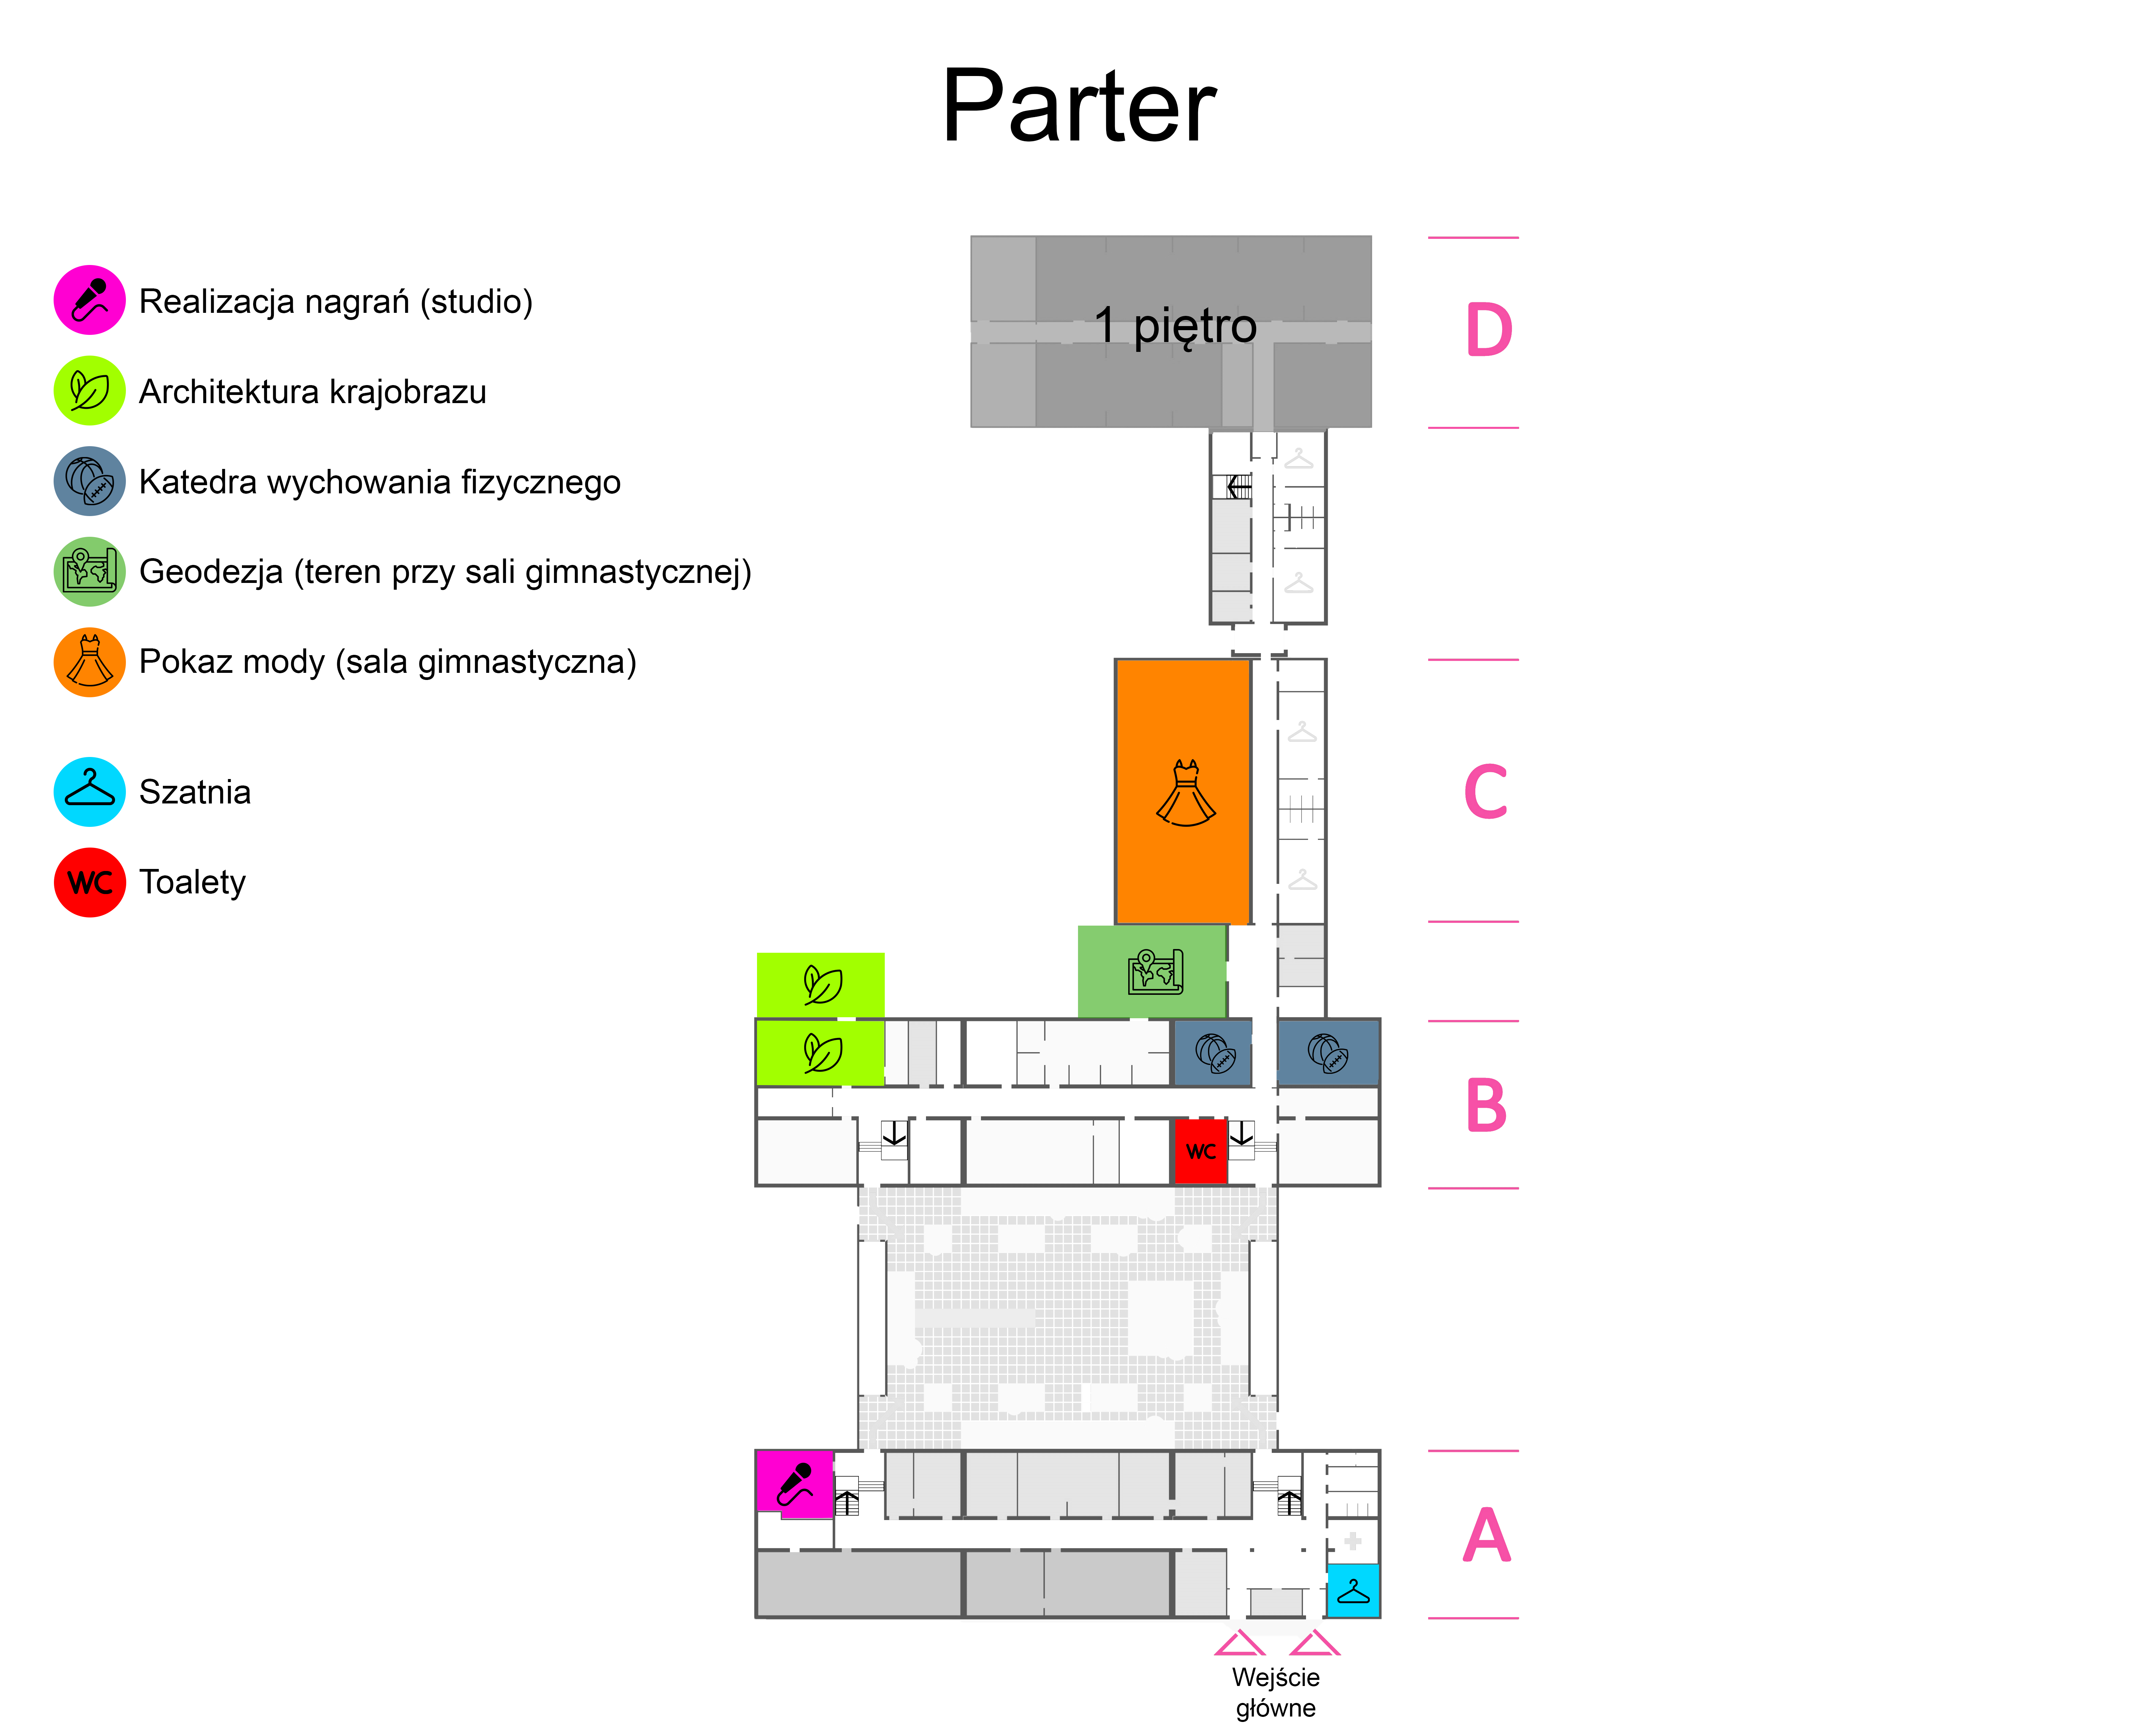 Parter
Realizacja nagrań (studio)
Architektura krajobrazu
Katedra wychowania fizycznego
Geodezja (teren przy sali gimnastycznej)
Pokaz mody (sala gimnastyczna)
Szatnia
WC Toalety
1 piętro
D
C
B
WC
A
Wejście
główne